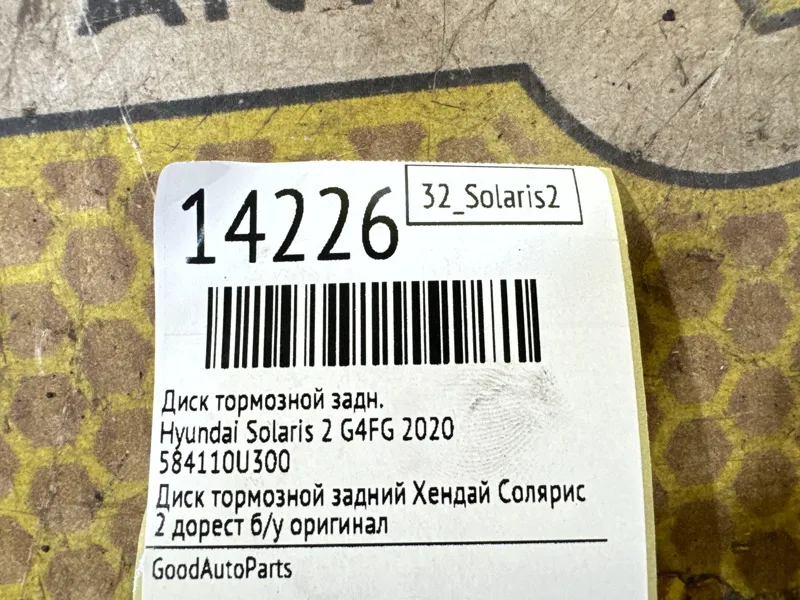 14226
32_Solaris2
Диск тормозной задн.
Hyundai Solaris 2 G4FG 2020
584110U300
Диск тормозной задний Хендай Солярис
2 дорест б/у оригинал
GoodAutoParts